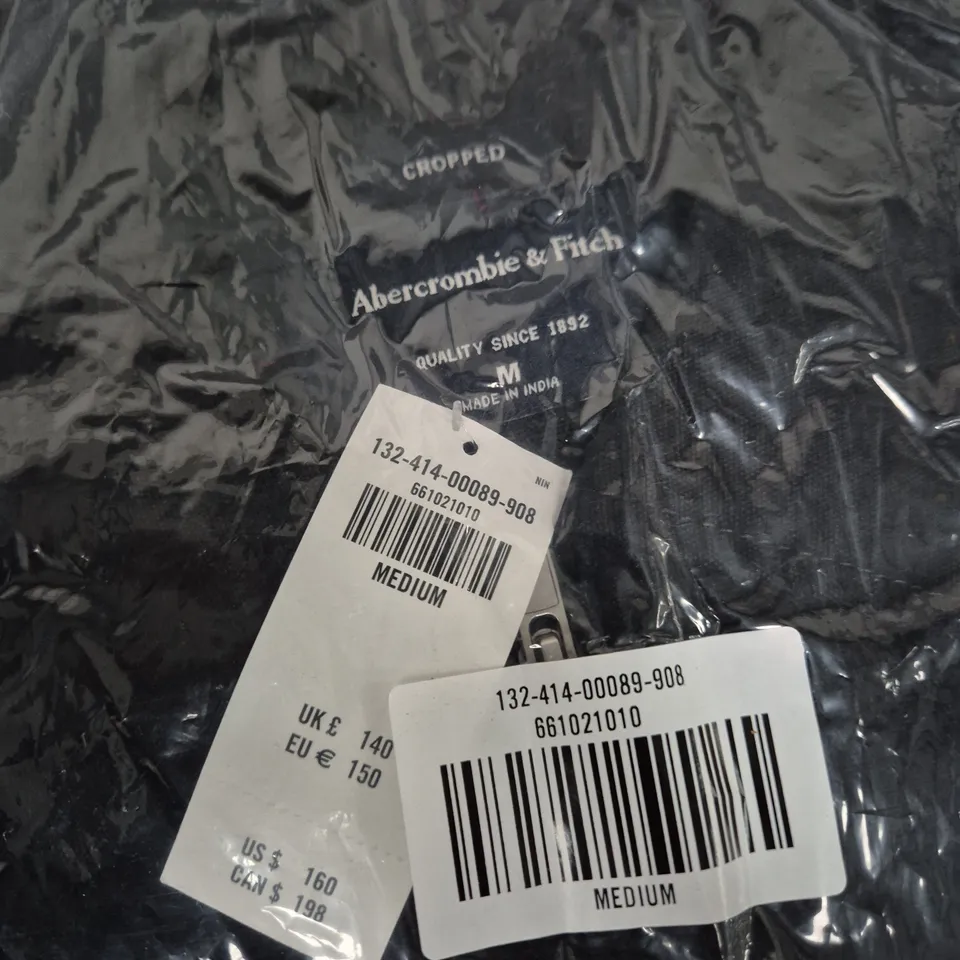 CROPPED
Abercrombie & Fitch
QUALITY SINCE 1892
M
MADE IN INDIA
132-414-00089-908
NIN
661021010
MEDIUM
UK £ 140
EU € 150
US $ 160
CAN $ 198
132-414-00089-908
661021010
MEDIUM